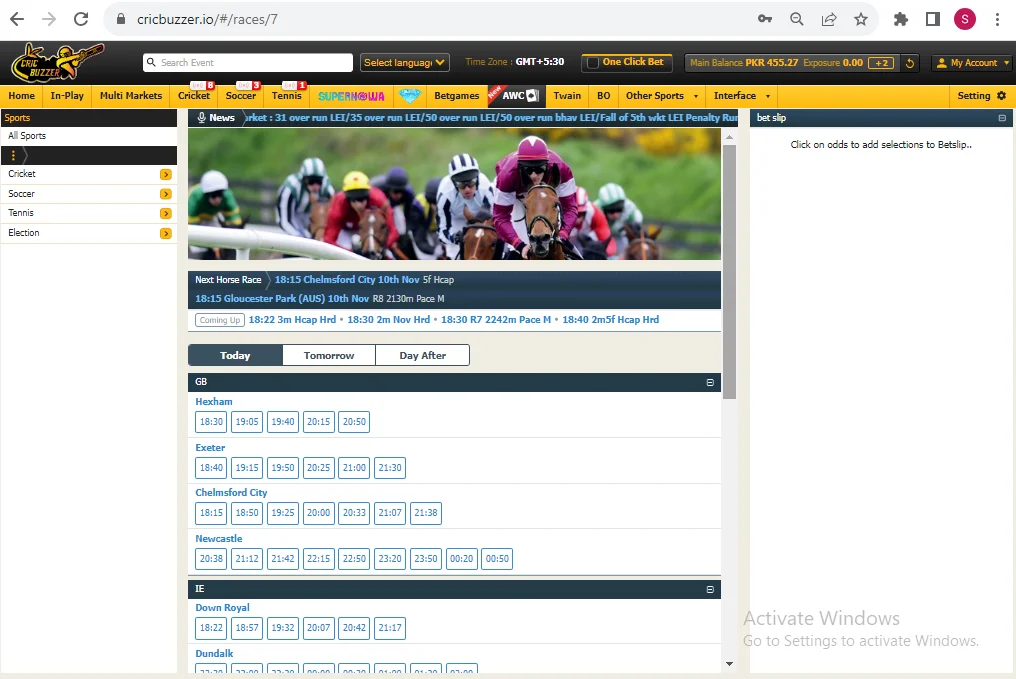 cricbuzzer.io/#/races/7
S
CRIC BUZZER
Search Event
Select language
Time Zone : GMT+5:30
One Click Bet
Main Balance PKR 455.27 Exposure 0.00 +2
My Account
Home
In-Play
Multi Markets
Cricket
8
Soccer
3
Tennis
1
SUPERNOWA
Betgames
New
AWC
Twain
BO
Other Sports
Interface
Setting
Sports
All Sports
Cricket
Soccer
Tennis
Election
News
rket : 31 over run LEI/35 over run LEI/50 over run LEI/50 over run bhav LEI/Fall of 5th wkt LEI Penalty Run
Next Horse Race
18:15 Chelmsford City 10th Nov 5f Hcap
18:15 Gloucester Park (AUS) 10th Nov R8 2130m Pace M
Coming Up 18:22 3m Hcap Hrd • 18:30 2m Nov Hrd • 18:30 R7 2242m Pace M • 18:40 2m5f Hcap Hrd
Today
Tomorrow
Day After
GB
Hexham
18:30 19:05 19:40 20:15 20:50
Exeter
18:40 19:15 19:50 20:25 21:00 21:30
Chelmsford City
18:15 18:50 19:25 20:00 20:33 21:07 21:38
Newcastle
20:38 21:12 21:42 22:15 22:50 23:20 23:50 00:20 00:50
IE
Down Royal
18:22 18:57 19:32 20:07 20:42 21:17
Dundalk
bet slip
Click on odds to add selections to Betslip..
Activate Windows
Go to Settings to activate Windows.